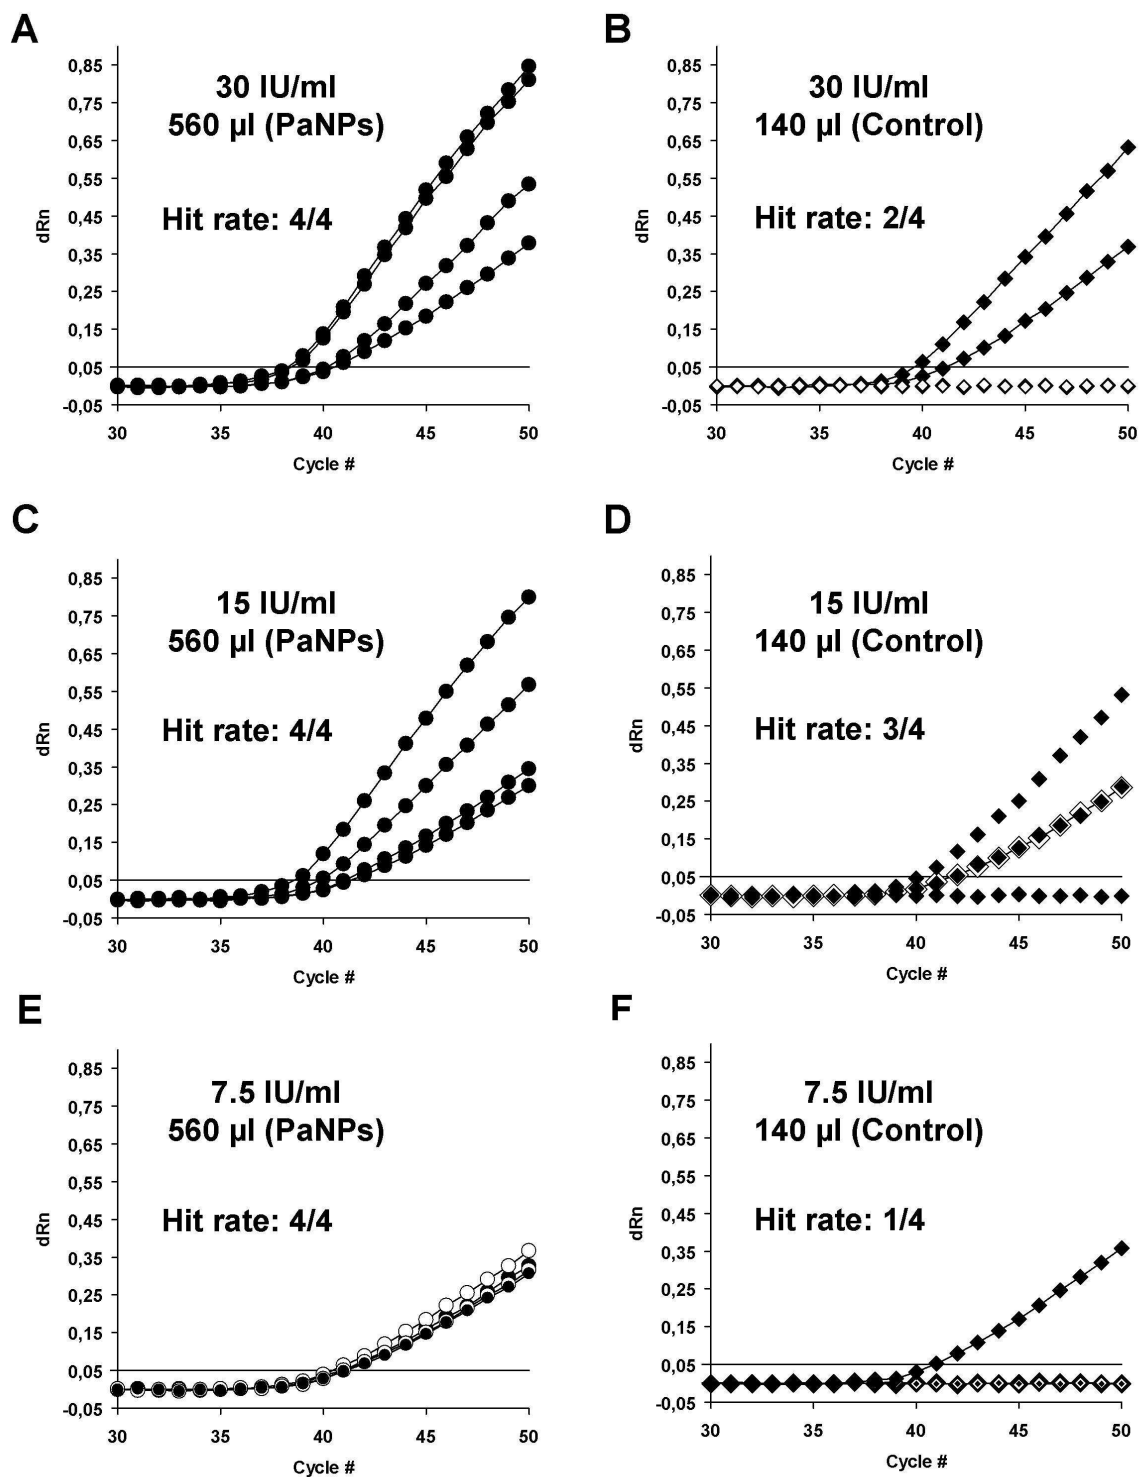 A
30 IU/ml
560 µl (PaNPs)
Hit rate: 4/4
0,85
0,75
0,65
0,55
0,45
0,35
0,25
0,15
0,05
-0,05
dRn
30
35
40
45
50
Cycle #
B
30 IU/ml
140 µl (Control)
Hit rate: 2/4
0,85
0,75
0,65
0,55
0,45
0,35
0,25
0,15
0,05
-0,05
dRn
30
35
40
45
50
Cycle #
C
15 IU/ml
560 µl (PaNPs)
Hit rate: 4/4
0,85
0,75
0,65
0,55
0,45
0,35
0,25
0,15
0,05
-0,05
dRn
30
35
40
45
50
Cycle #
D
15 IU/ml
140 µl (Control)
Hit rate: 3/4
0,85
0,75
0,65
0,55
0,45
0,35
0,25
0,15
0,05
-0,05
dRn
30
35
40
45
50
Cycle #
E
7.5 IU/ml
560 µl (PaNPs)
Hit rate: 4/4
0,85
0,75
0,65
0,55
0,45
0,35
0,25
0,15
0,05
-0,05
dRn
30
35
40
45
50
Cycle #
F
7.5 IU/ml
140 µl (Control)
Hit rate: 1/4
0,85
0,75
0,65
0,55
0,45
0,35
0,25
0,15
0,05
-0,05
dRn
30
35
40
45
50
Cycle #